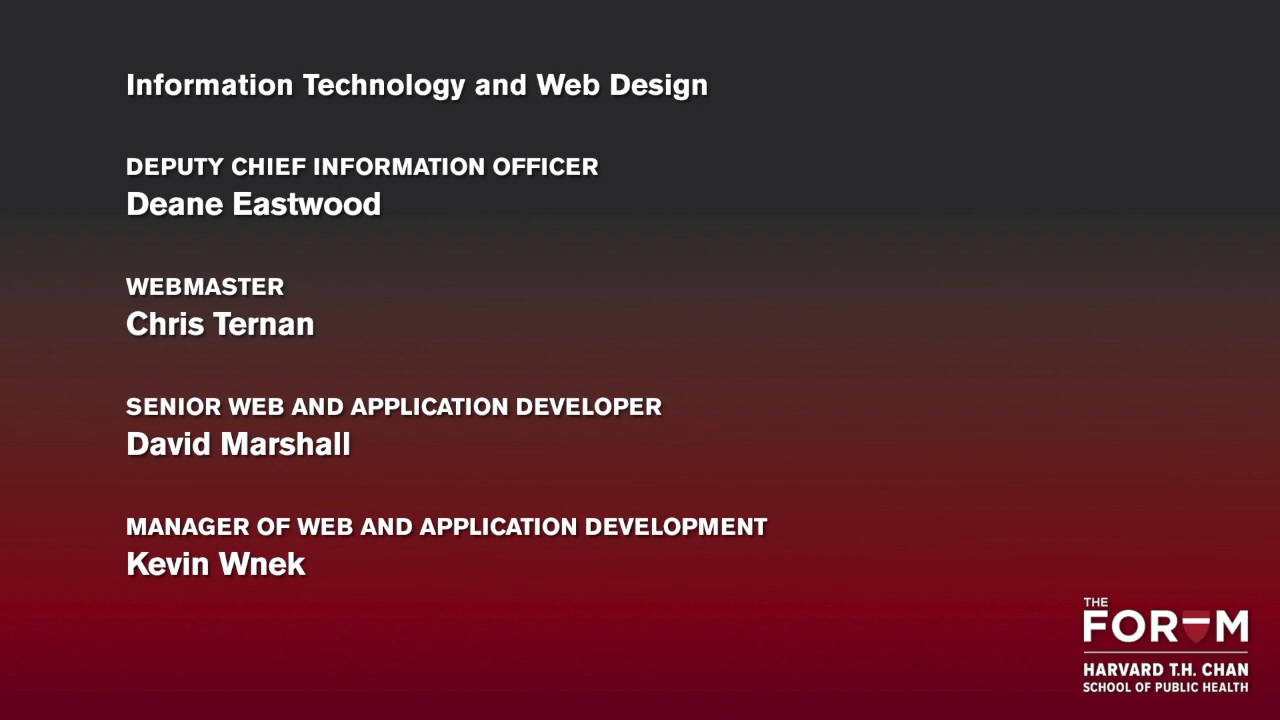 Information Technology and Web Design
DEPUTY CHIEF INFORMATION OFFICER
Deane Eastwood
WEBMASTER
Chris Ternan
SENIOR WEB AND APPLICATION DEVELOPER
David Marshall
MANAGER OF WEB AND APPLICATION DEVELOPMENT
Kevin Wnek
THE
FORUM
HARVARD T.H. CHAN
SCHOOL OF PUBLIC HEALTH